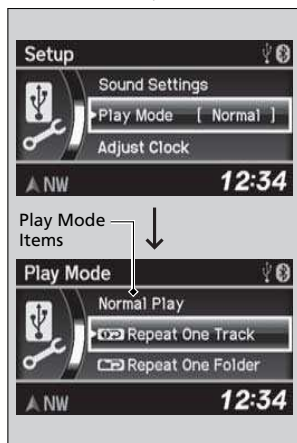 Setup
Sound Settings
Play Mode [ Normal ]
Adjust Clock
NW 12:34
Play Mode
Items
Play Mode
Normal Play
Repeat One Track
Repeat One Folder
NW 12:34